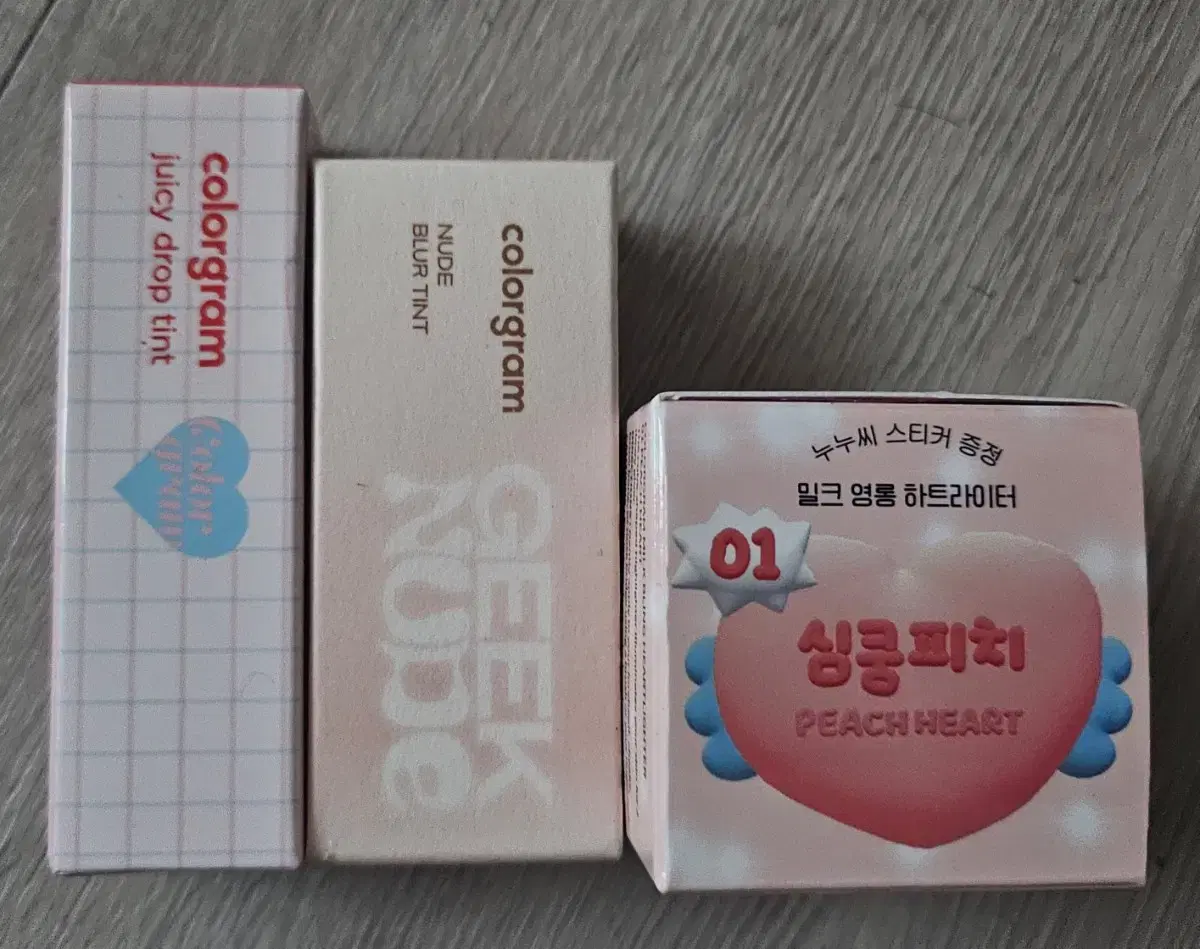 colorgram
juicy drop tint
colorgram
NUDE
BLUR TINT
GEEK
NUDE
누누씨 스티커 증정
밀크 영롱 하트라이터
01
심쿵피치
PEACH HEART